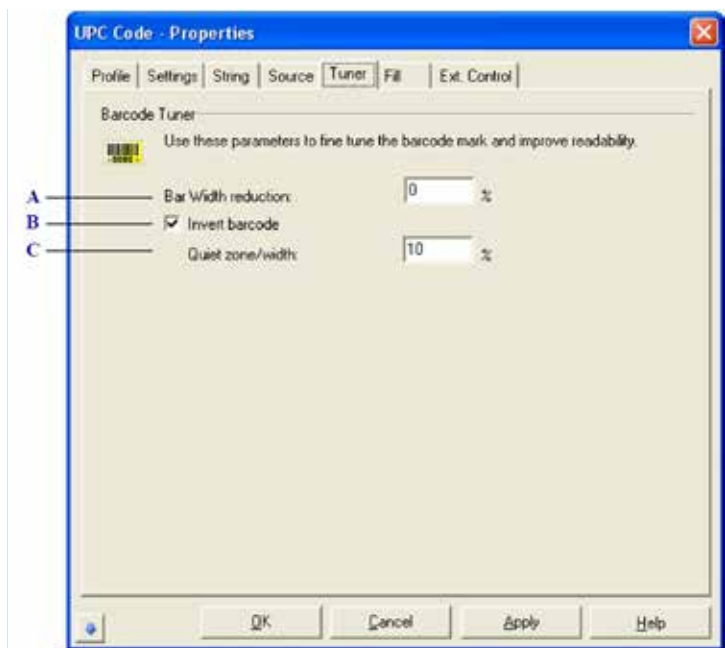 UPC Code - Properties
Profile Settings String Source Tuner Fill Ext. Control
Barcode Tuner
Use these parameters to fine tune the barcode mark and improve readability.
A Bar Width reduction: 0 %
B Invert barcode
C Quiet zone/width: 10 %
OK Cancel Apply Help